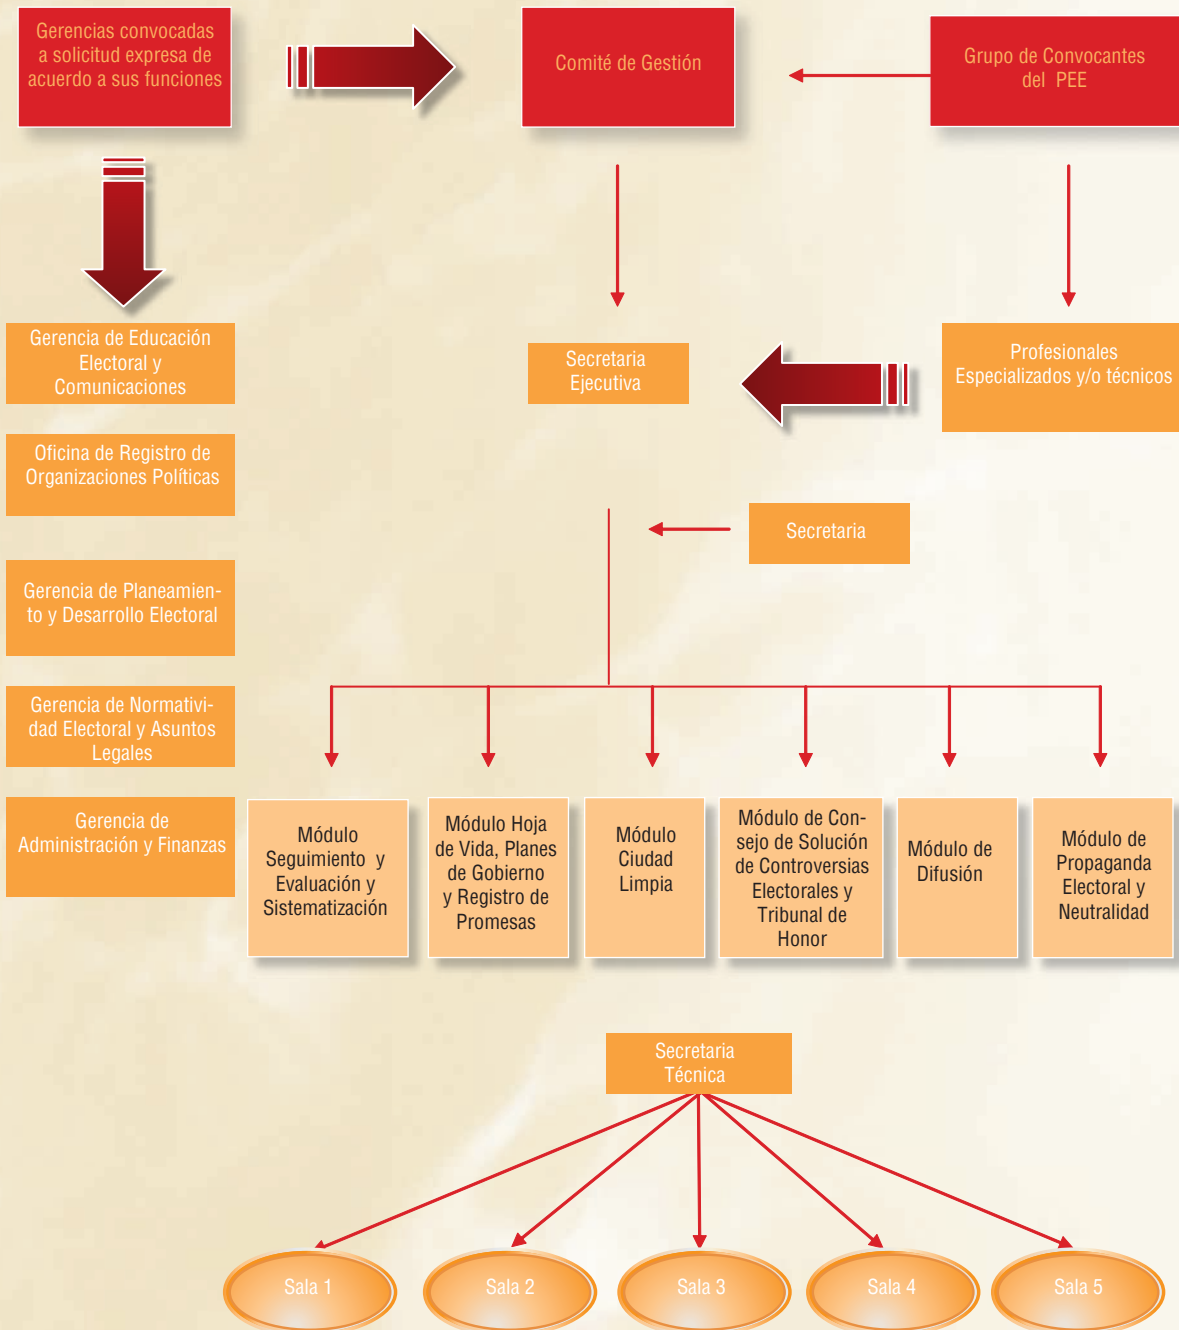 Gerencias convocadas
a solicitud expresa de
acuerdo a sus funciones
Comité de Gestión
Grupo de Convocantes
del PEE
Gerencia de Educación
Electoral y
Comunicaciones
Secretaria
Ejecutiva
Profesionales
Especializados y/o técnicos
Oficina de Registro de
Organizaciones Políticas
Secretaria
Gerencia de Planeamien-
to y Desarrollo Electoral
Gerencia de Normativi-
dad Electoral y Asuntos
Legales
Gerencia de
Administración y Finanzas
Módulo
Seguimiento y
Evaluación y
Sistematización
Módulo Hoja
de Vida, Planes
de Gobierno
y Registro de
Promesas
Módulo
Ciudad
Limpia
Módulo de Con-
sejo de Solución
de Controversias
Electorales y
Tribunal de
Honor
Módulo de
Difusión
Módulo de
Propaganda
Electoral y
Neutralidad
Secretaria
Técnica
Sala 1
Sala 2
Sala 3
Sala 4
Sala 5